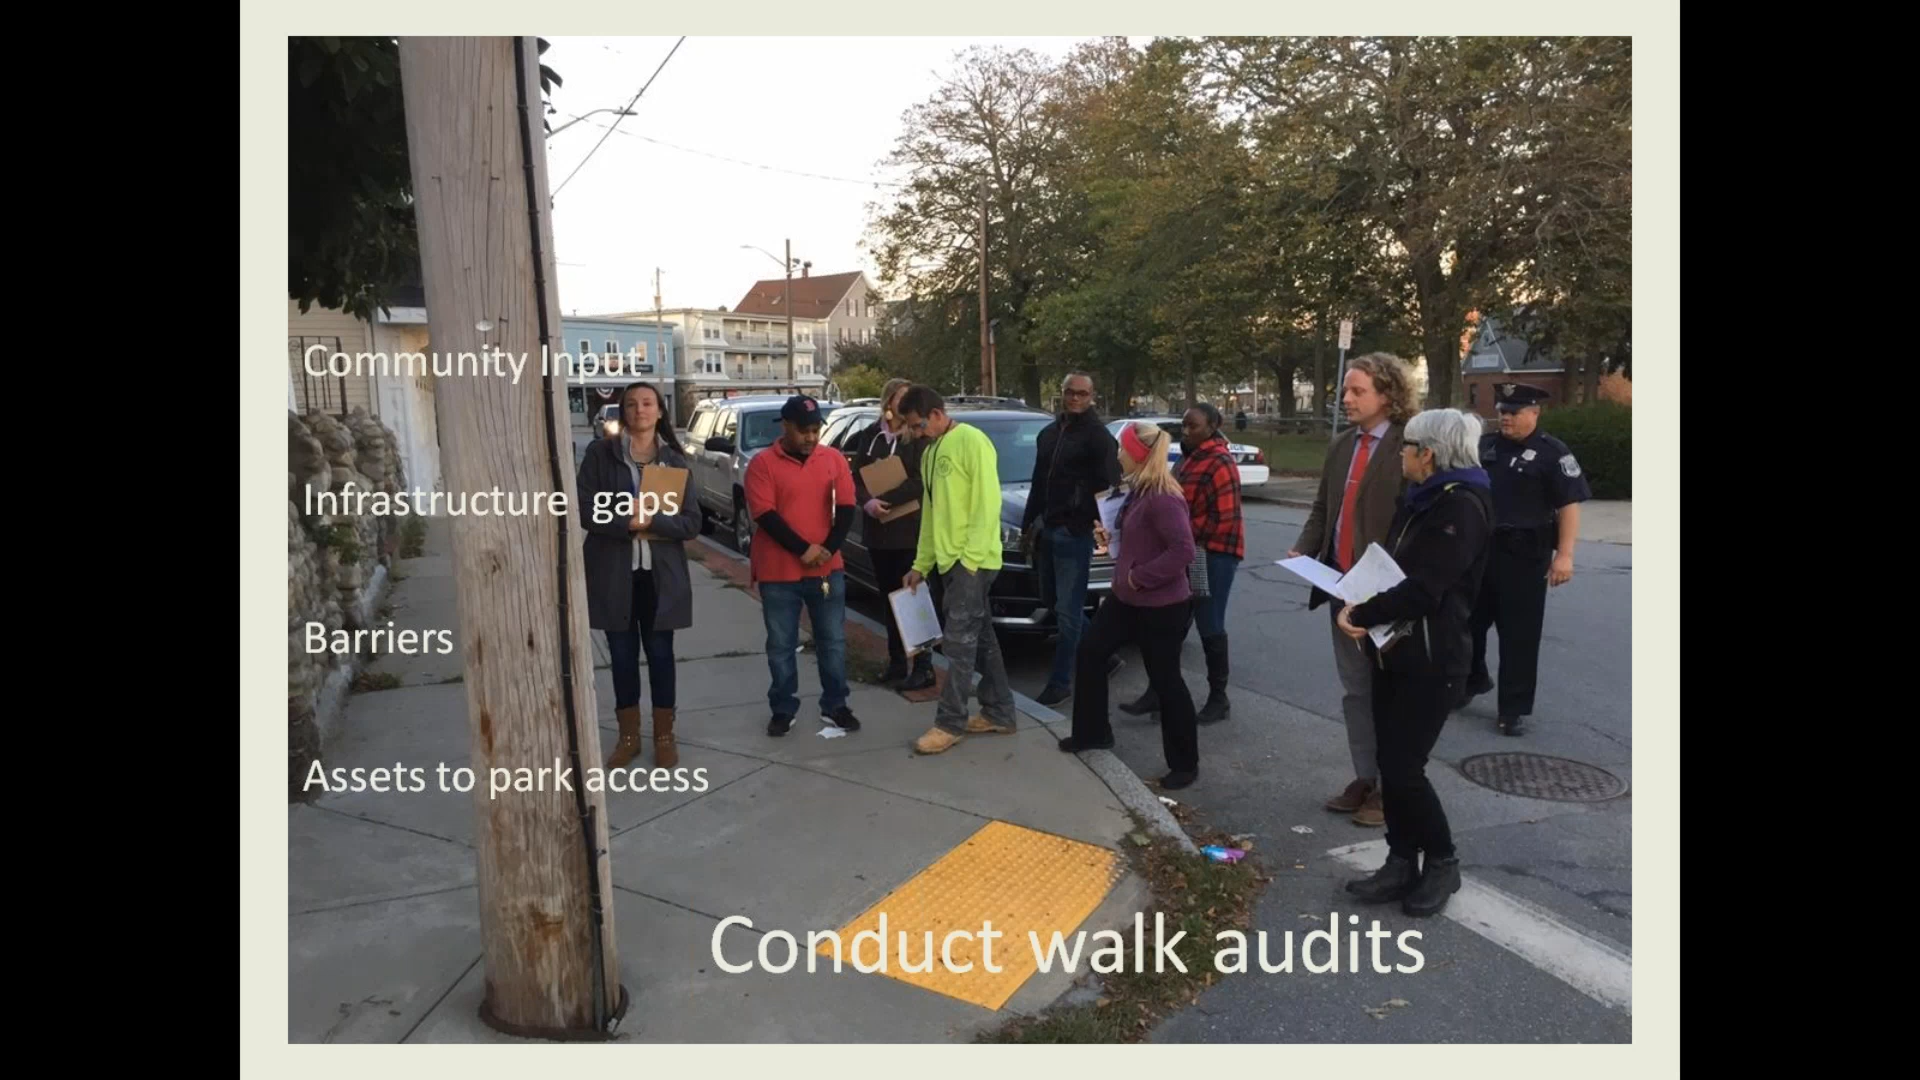 Community Input
Infrastructure gaps
Barriers
Assets to park access
Conduct walk audits